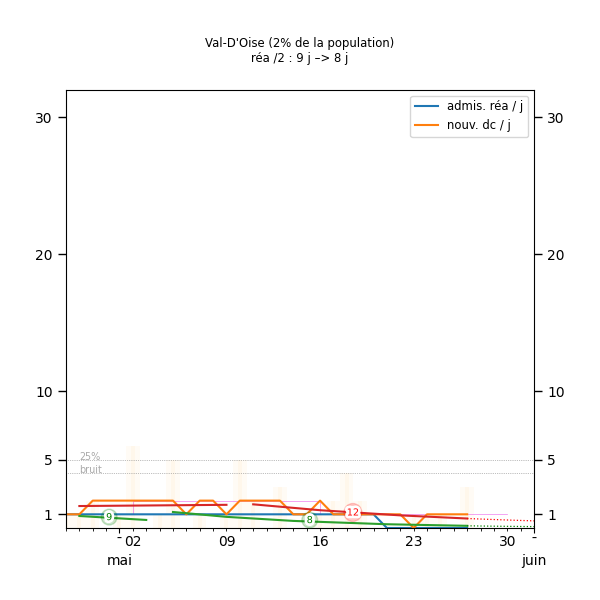 Val-D'Oise (2% de la population)
réa /2 : 9 j –> 8 j
admis. réa / j
nouv. dc / j
30
30
20
20
10
10
5
5
1
1
25%
bruit
9
8
12
02
09
16
23
30
mai
juin